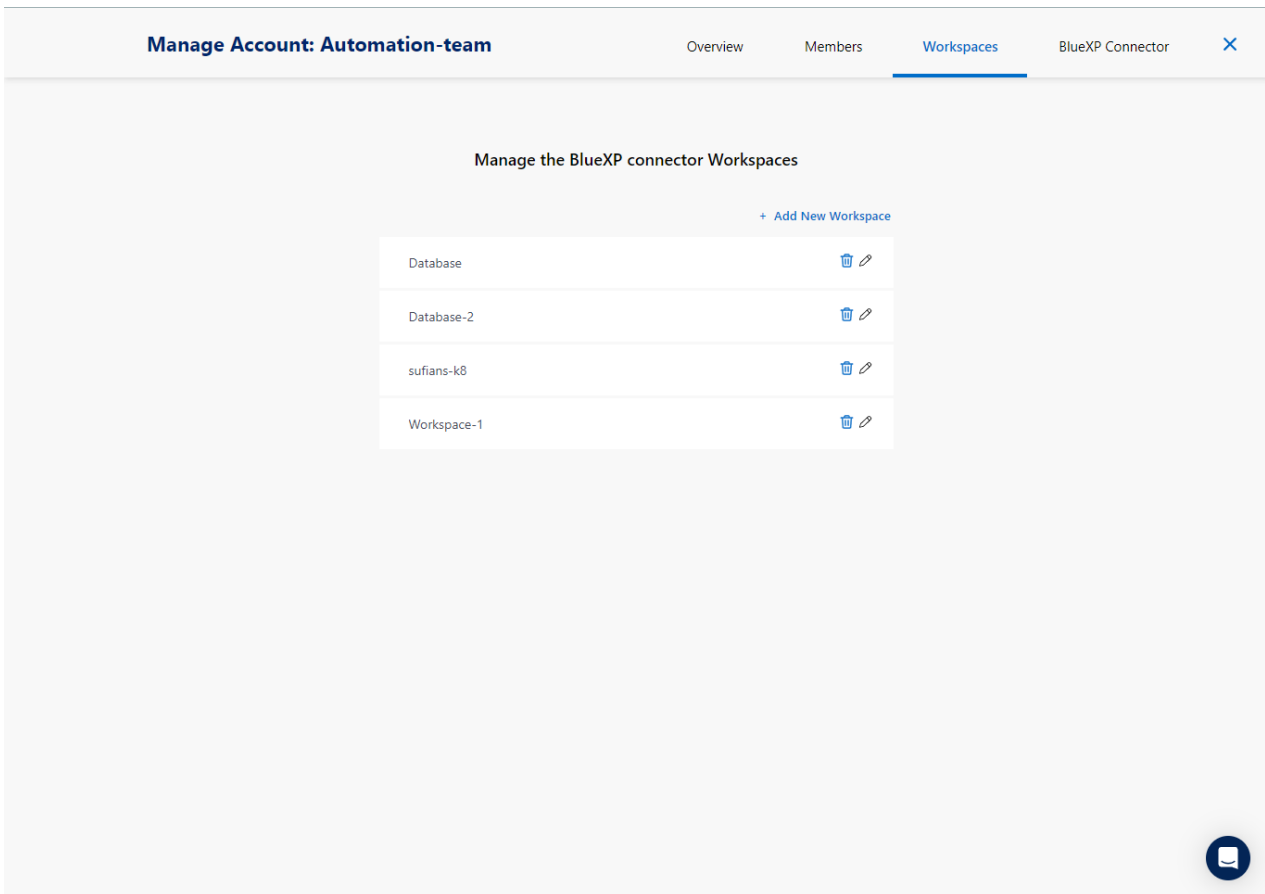 Manage Account: Automation-team
Overview
Members
Workspaces
BlueXP Connector
Manage the BlueXP connector Workspaces
+ Add New Workspace
Database
Database-2
sufians-k8
Workspace-1